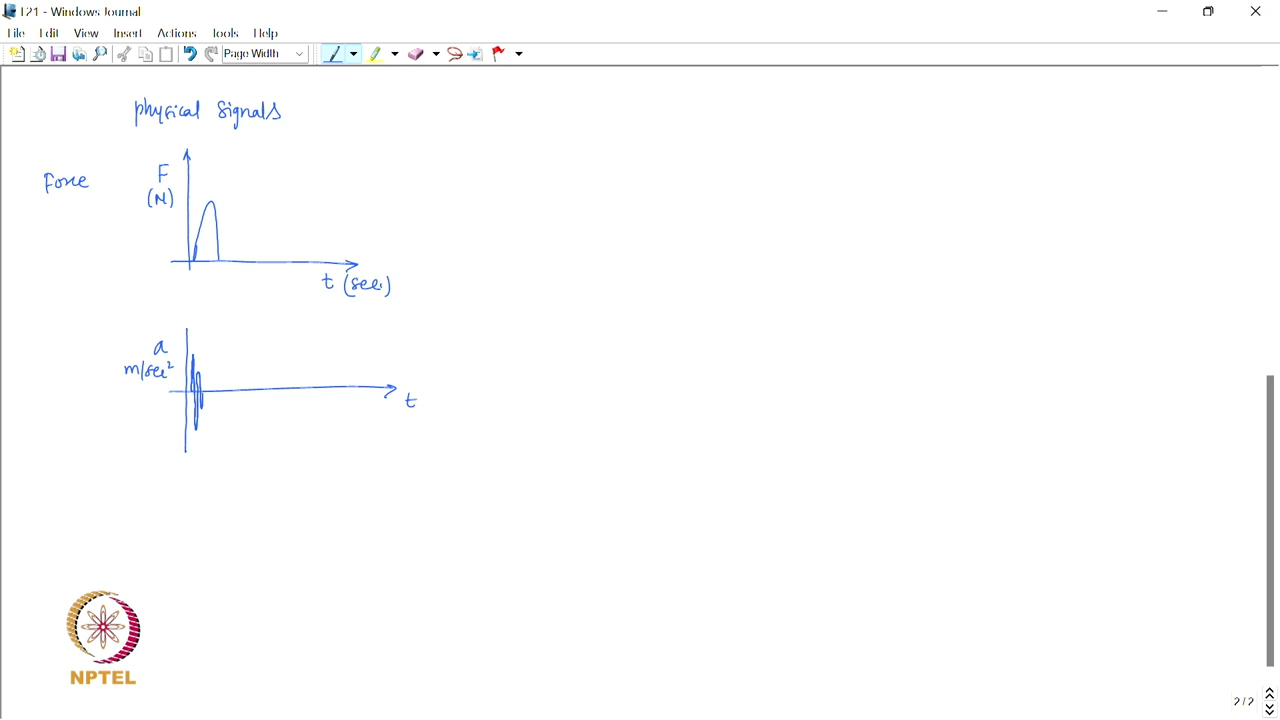 L21 - Windows Journal
File Edit View Insert Actions Tools Help
Page Width
physical signals
Force
F
(N)
t (sec)
a
m/sec²
t
NPTEL
2/2